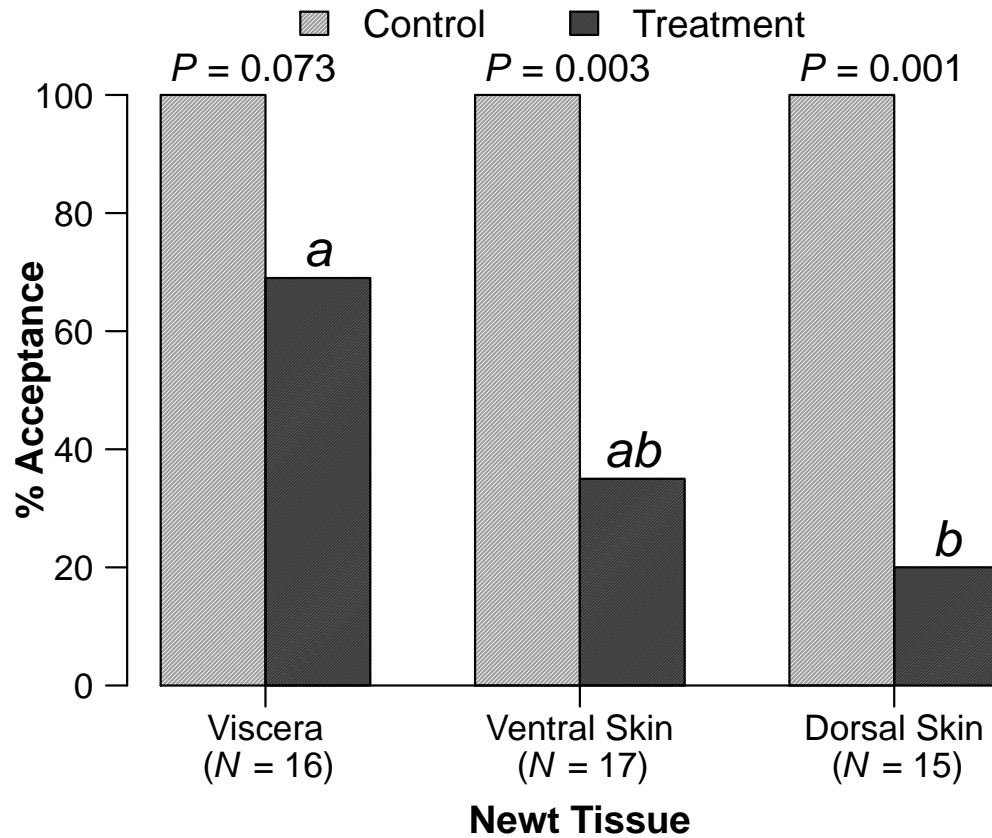 Control Treatment
P = 0.073 P = 0.003 P = 0.001
100
80
60
40
20
0
% Acceptance
a
ab
b
Viscera Ventral Skin Dorsal Skin
(N = 16) (N = 17) (N = 15)
Newt Tissue